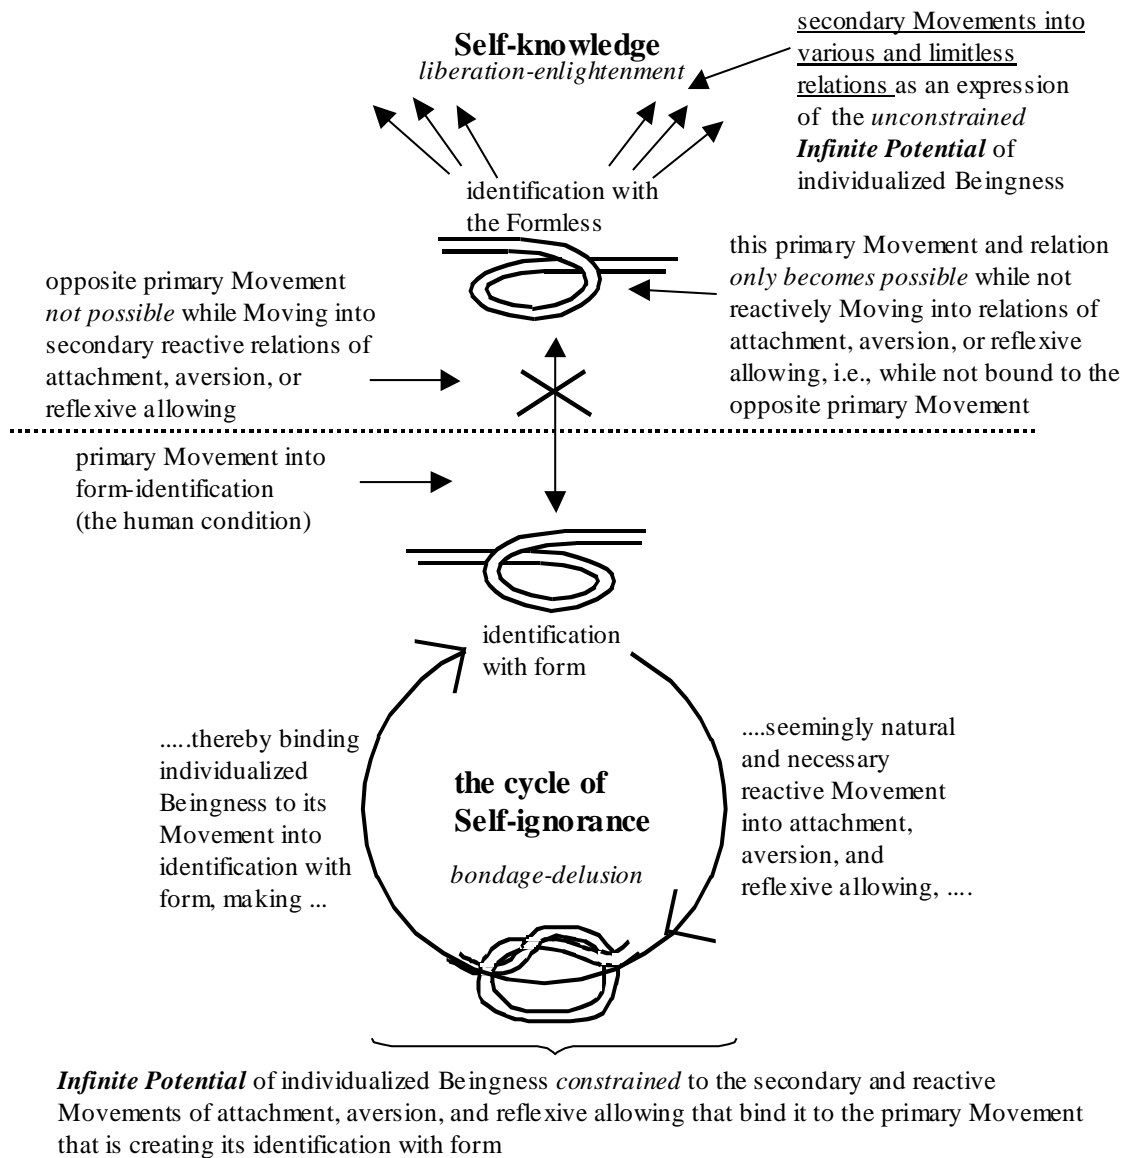 Self-knowledge
liberation-enlightenment
secondary Movements into
various and limitless
relations as an expression
of the unconstrained
Infinite Potential of
individualized Beingness
identification with
the Formless
opposite primary Movement
not possible while Moving into
secondary reactive relations of
attachment, aversion, or
reflexive allowing
this primary Movement and relation
only becomes possible while not
reactively Moving into relations of
attachment, aversion, or reflexive
allowing, i.e., while not bound to the
opposite primary Movement
primary Movement into
form-identification
(the human condition)
identification
with form
.....thereby binding
individualized
Beingness to its
Movement into
identification with
form, making ...
the cycle of
Self-ignorance
bondage-delusion
....seemingly natural
and necessary
reactive Movement
into attachment,
aversion, and
reflexive allowing, ....
Infinite Potential of individualized Beingness constrained to the secondary and reactive
Movements of attachment, aversion, and reflexive allowing that bind it to the primary Movement
that is creating its identification with form